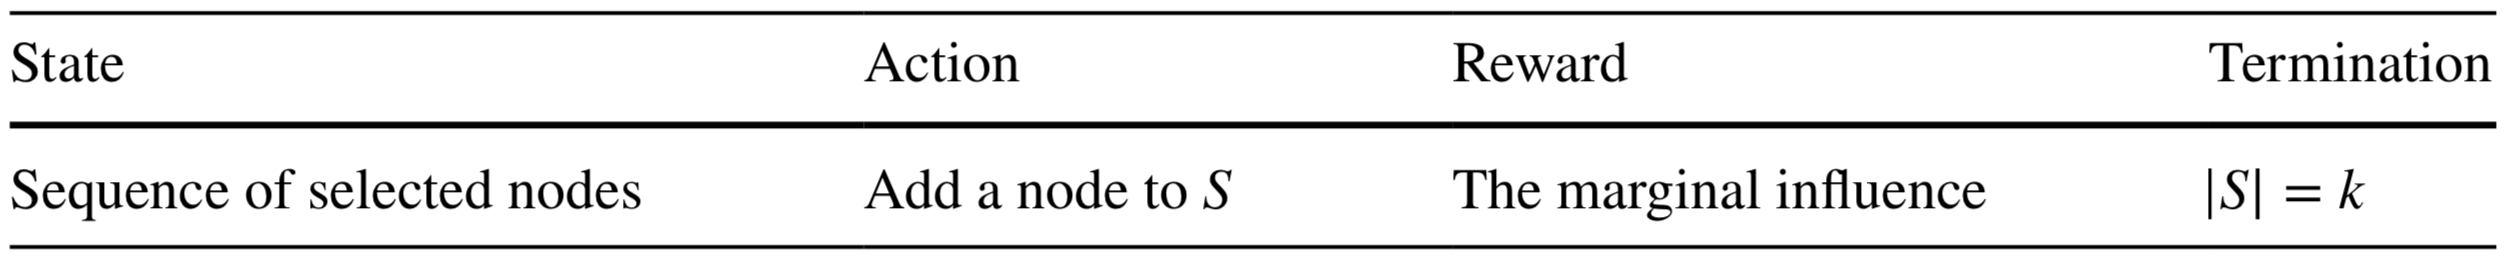 State Action Reward Termination
Sequence of selected nodes Add a node to S The marginal influence |S| = k